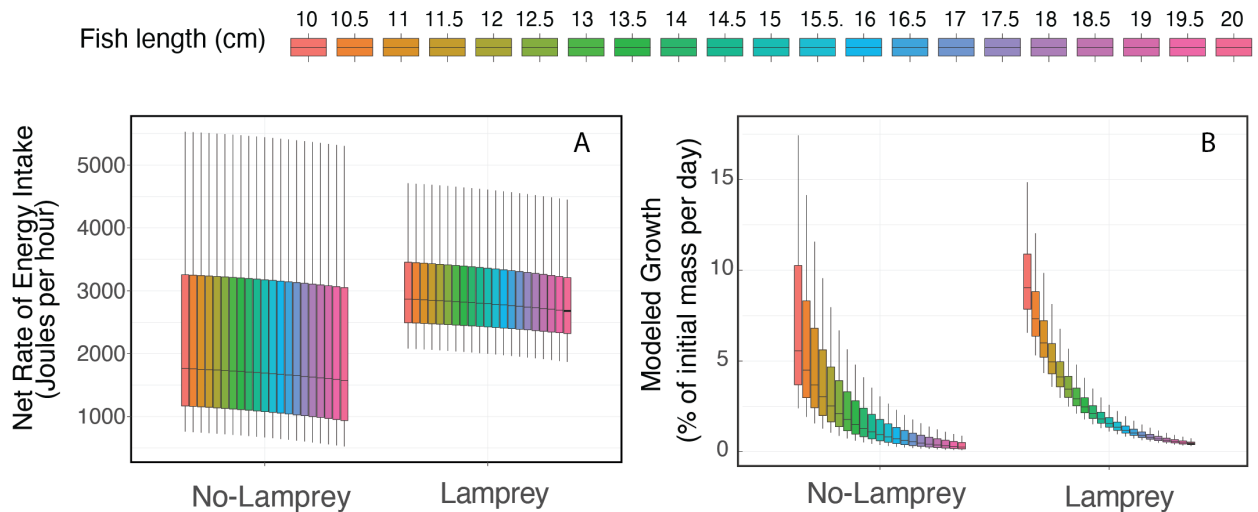 10 10.5 11 11.5 12 12.5 13 13.5 14 14.5 15 15.5. 16 16.5 17 17.5 18 18.5 19 19.5 20
Fish length (cm)
A
B
Net Rate of Energy Intake
(Joules per hour)
5000
4000
3000
2000
1000
No-Lamprey Lamprey
Modeled Growth
(% of initial mass per day)
15
10
5
0
No-Lamprey Lamprey